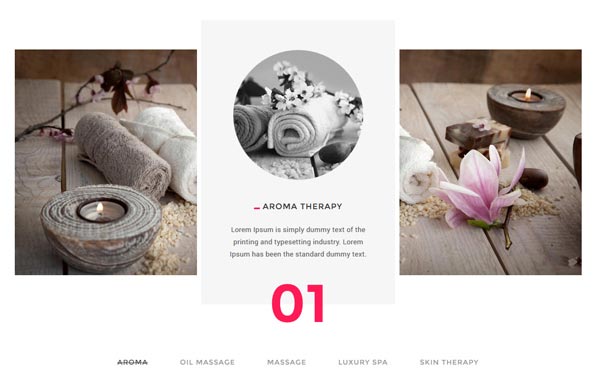 AROMA THERAPY
Lorem Ipsum is simply dummy text of the
printing and typesetting industry. Lorem
Ipsum has been the standard dummy text.
01
AROMA
OIL MASSAGE
MASSAGE
LUXURY SPA
SKIN THERAPY